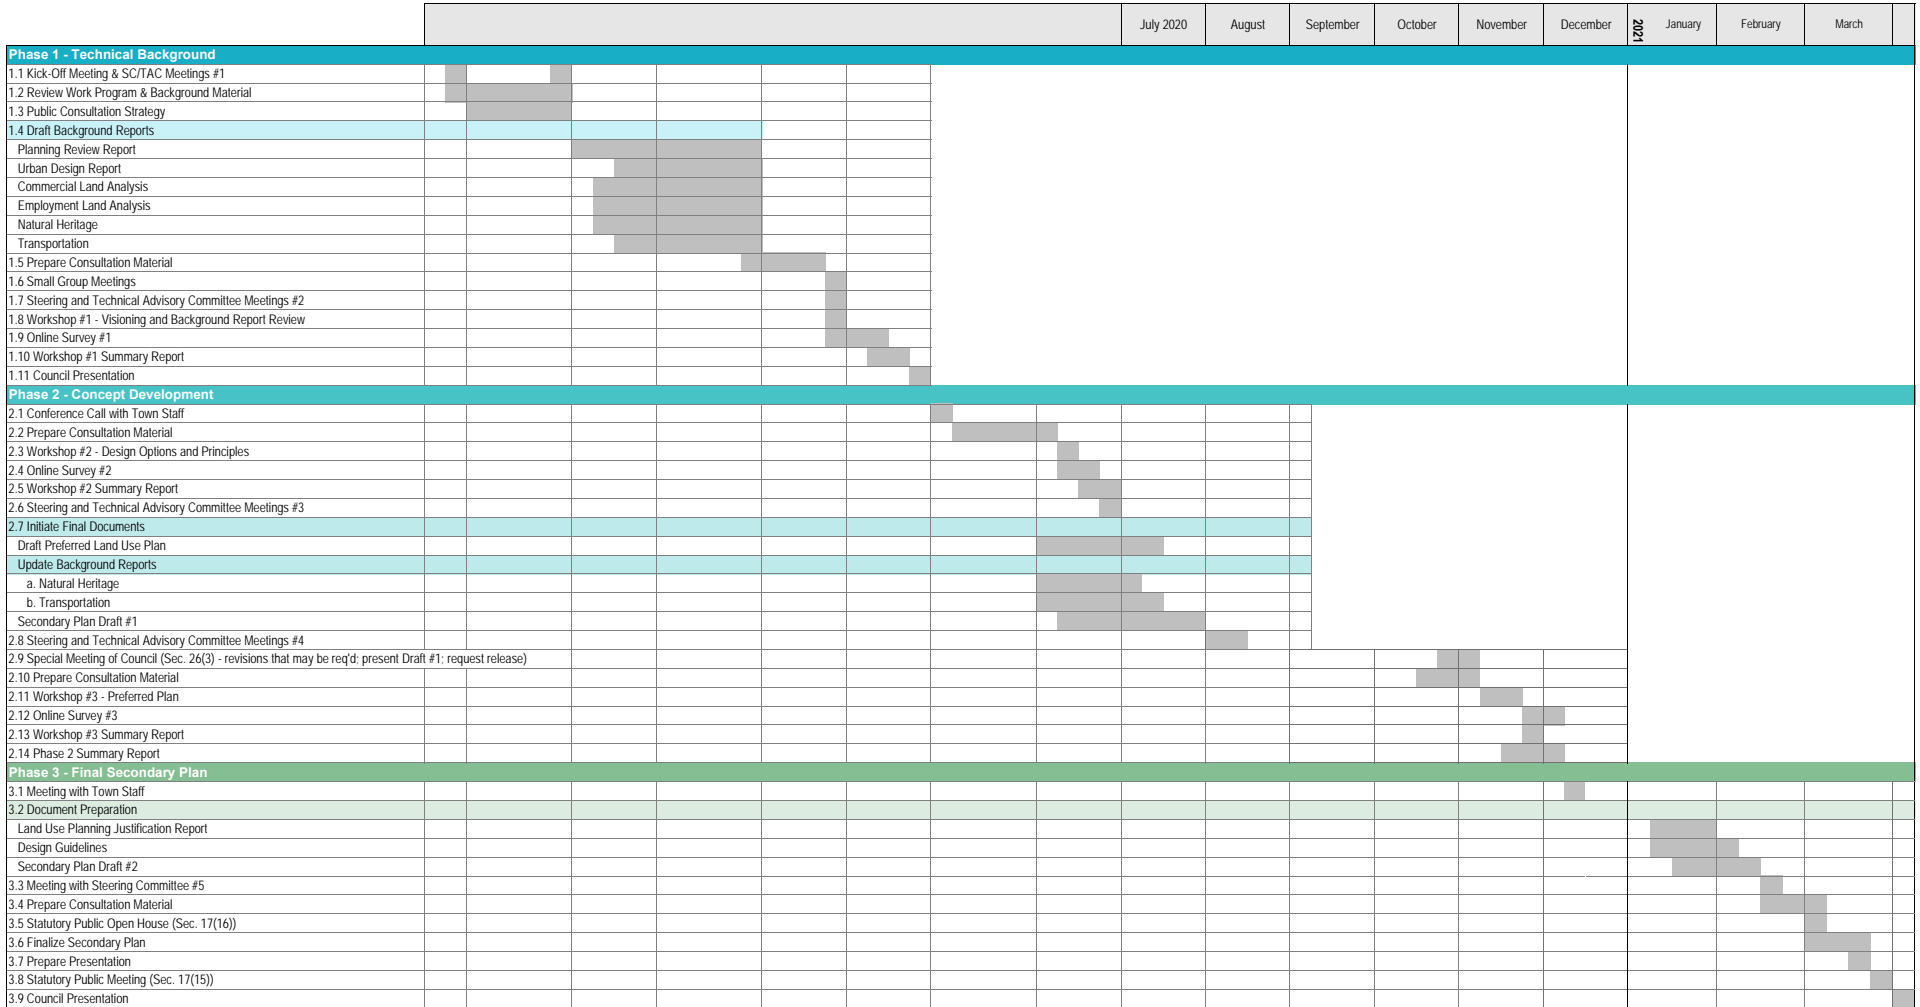 July 2020 August September October November December 2021 January February March
Phase 1 - Technical Background
1.1 Kick-Off Meeting & SC/TAC Meetings #1
1.2 Review Work Program & Background Material
1.3 Public Consultation Strategy
1.4 Draft Background Reports
Planning Review Report
Urban Design Report
Commercial Land Analysis
Employment Land Analysis
Natural Heritage
Transportation
1.5 Prepare Consultation Material
1.6 Small Group Meetings
1.7 Steering and Technical Advisory Committee Meetings #2
1.8 Workshop #1 - Visioning and Background Report Review
1.9 Online Survey #1
1.10 Workshop #1 Summary Report
1.11 Council Presentation
Phase 2 - Concept Development
2.1 Conference Call with Town Staff
2.2 Prepare Consultation Material
2.3 Workshop #2 - Design Options and Principles
2.4 Online Survey #2
2.5 Workshop #2 Summary Report
2.6 Steering and Technical Advisory Committee Meetings #3
2.7 Initiate Final Documents
Draft Preferred Land Use Plan
Update Background Reports
a. Natural Heritage
b. Transportation
Secondary Plan Draft #1
2.8 Steering and Technical Advisory Committee Meetings #4
2.9 Special Meeting of Council (Sec. 26(3) - revisions that may be req'd; present Draft #1; request release)
2.10 Prepare Consultation Material
2.11 Workshop #3 - Preferred Plan
2.12 Online Survey #3
2.13 Workshop #3 Summary Report
2.14 Phase 2 Summary Report
Phase 3 - Final Secondary Plan
3.1 Meeting with Town Staff
3.2 Document Preparation
Land Use Planning Justification Report
Design Guidelines
Secondary Plan Draft #2
3.3 Meeting with Steering Committee #5
3.4 Prepare Consultation Material
3.5 Statutory Public Open House (Sec. 17(16))
3.6 Finalize Secondary Plan
3.7 Prepare Presentation
3.8 Statutory Public Meeting (Sec. 17(15))
3.9 Council Presentation